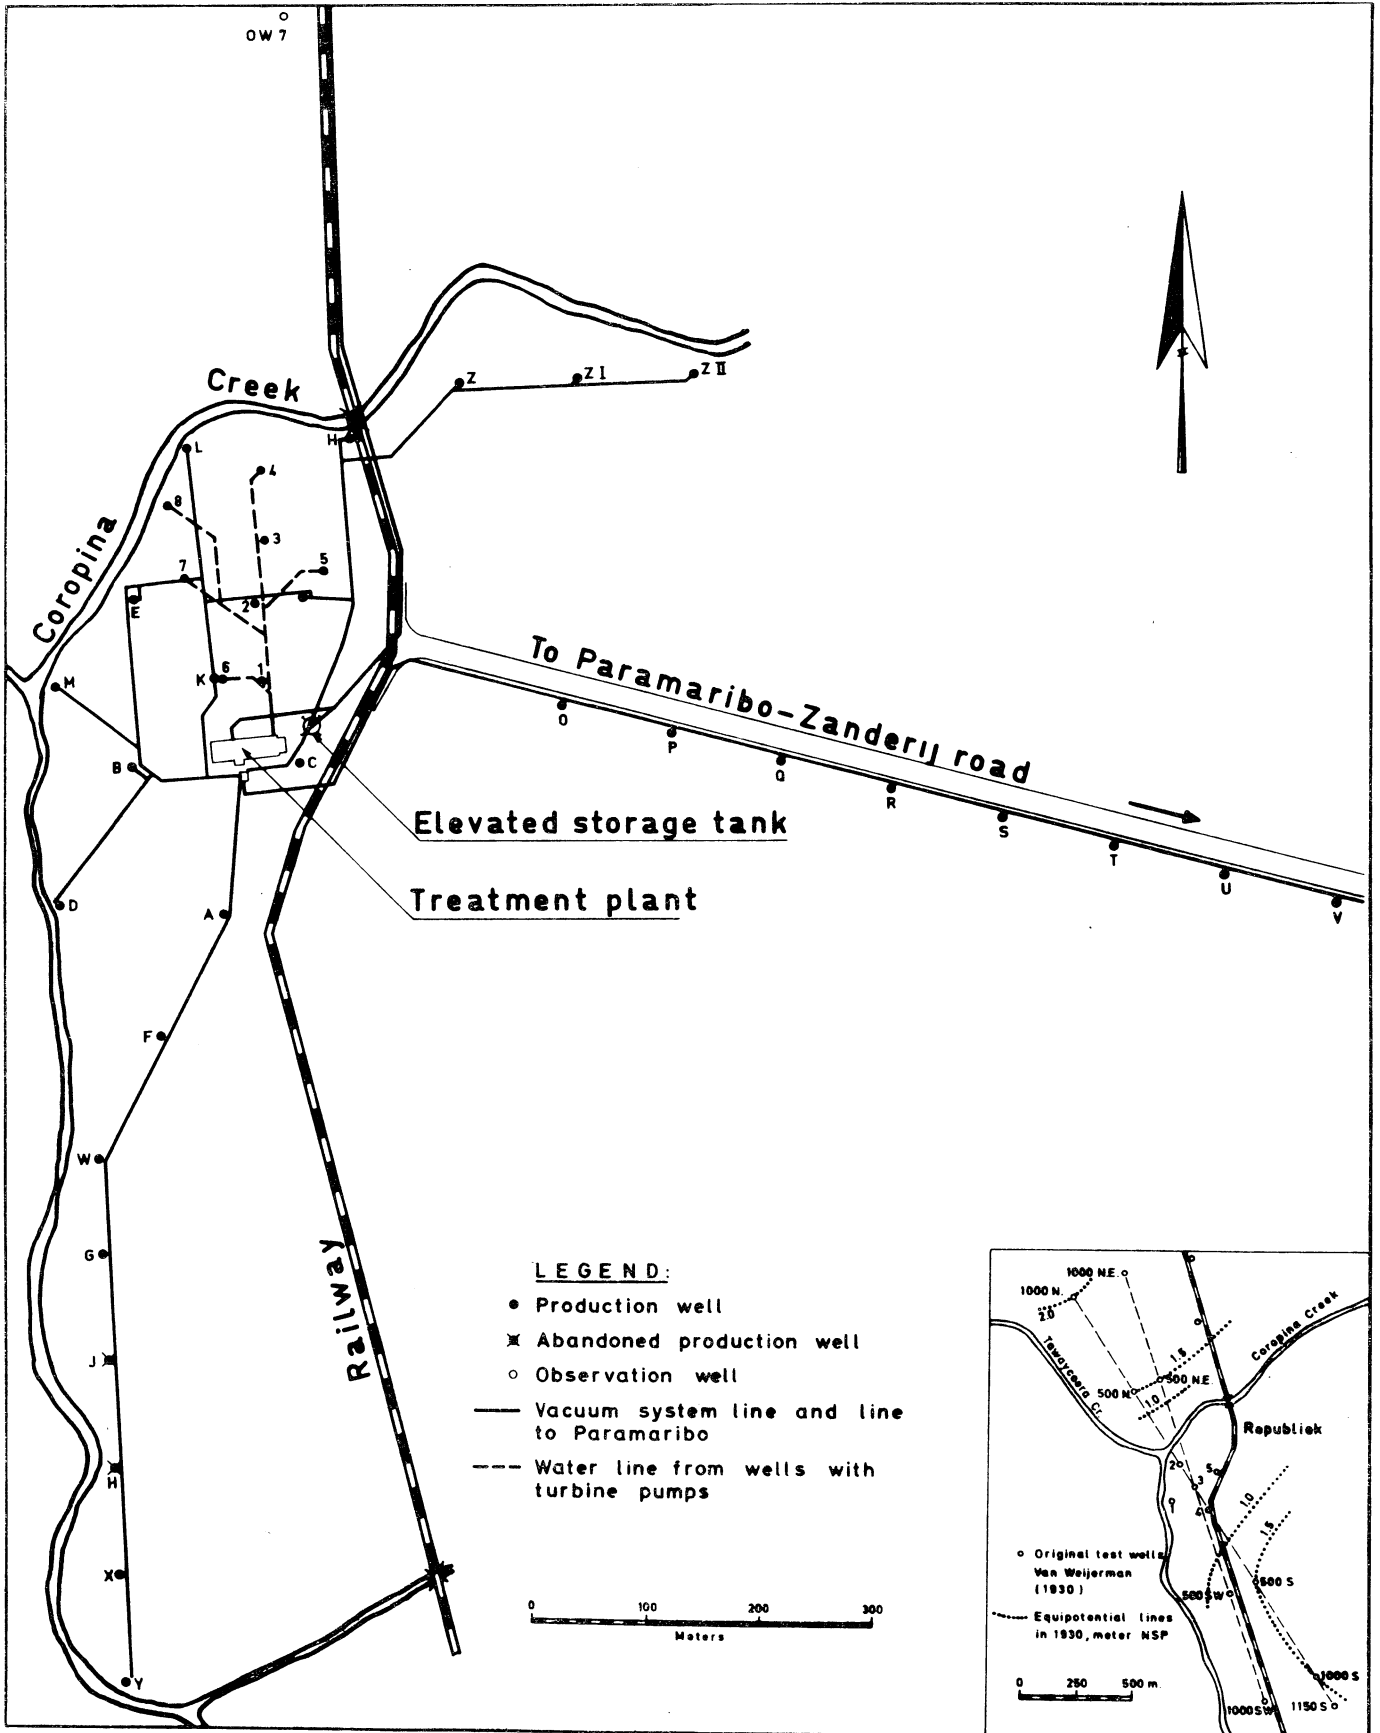 OW 7
Creek
Z
Z I
Z II
H
L
4
8
Coropina
3
5
7
E
2
K
6
1
M
To Paramaribo-Zanderij road
O
P
Q
R
S
T
U
V
B
C
Elevated storage tank
D
A
Treatment plant
F
W
G
J
H
X
Y
Railway
LEGEND:
Production well
Abandoned production well
Observation well
Vacuum system line and line
to Paramaribo
Water line from wells with
turbine pumps
0 100 200 300
Meters
1000 N.E.
1000 N.
2.0
Coropina Creek
Tawaycoera Cr.
1.5
500 N.
500 N.E.
1.0
Republiek
2
5
3
1
4
1.0
1.5
Original test wells
Van Weijerman
(1930)
500 SW
500 S
Equipotential lines
in 1930, meter NSP
0 250 500 m.
1000 S
1000 SW
1150 S